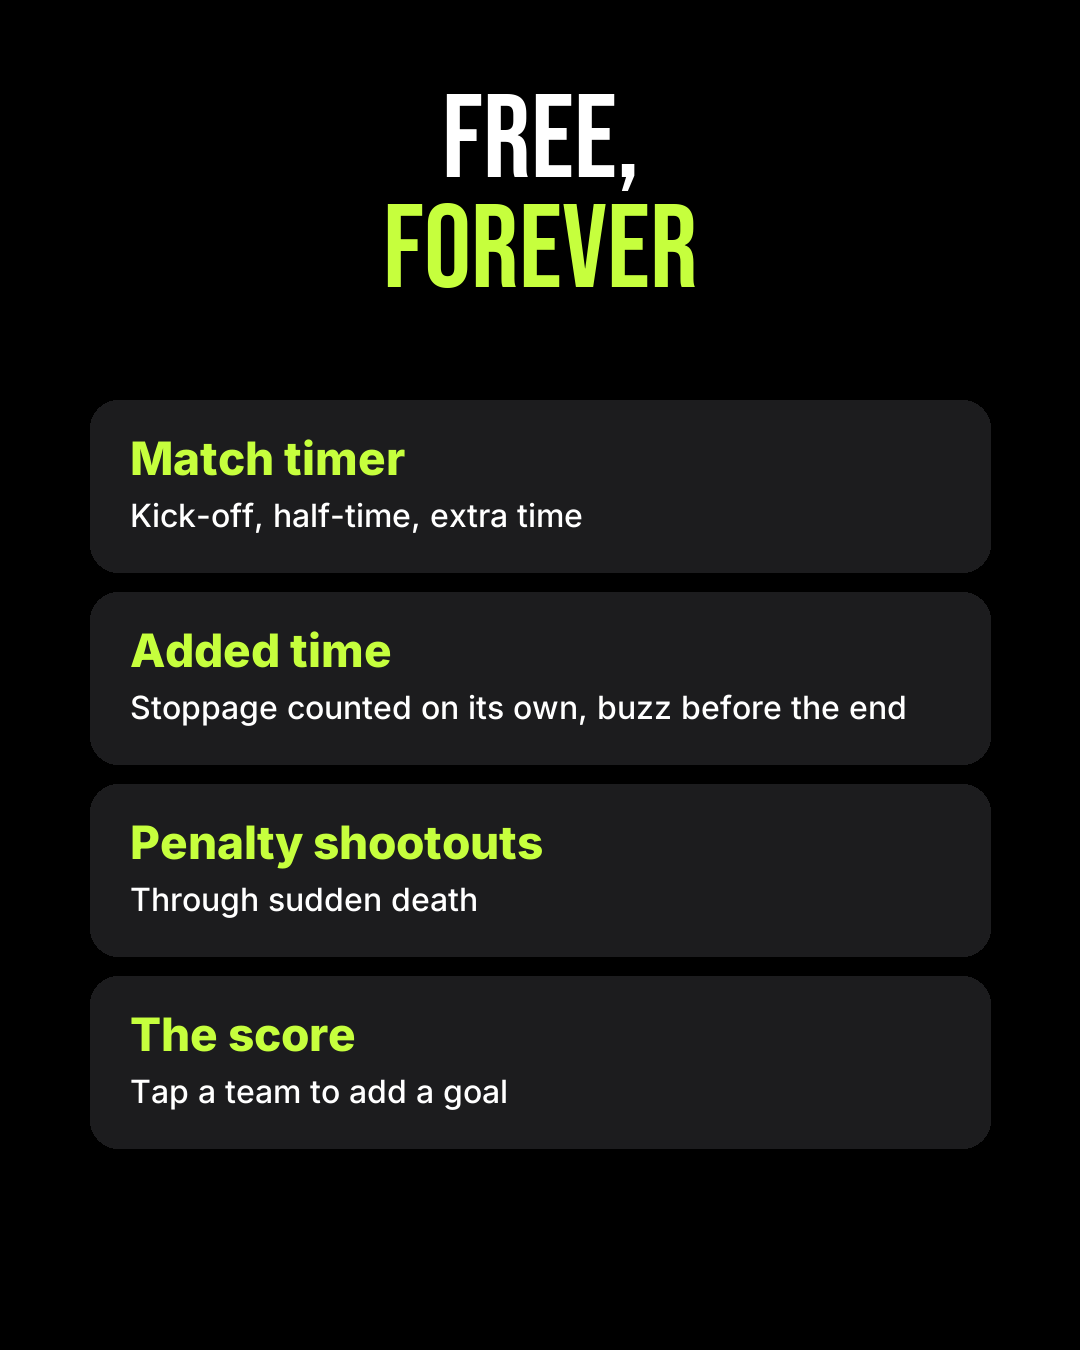 FREE,
FOREVER
Match timer
Kick-off, half-time, extra time
Added time
Stoppage counted on its own, buzz before the end
Penalty shootouts
Through sudden death
The score
Tap a team to add a goal